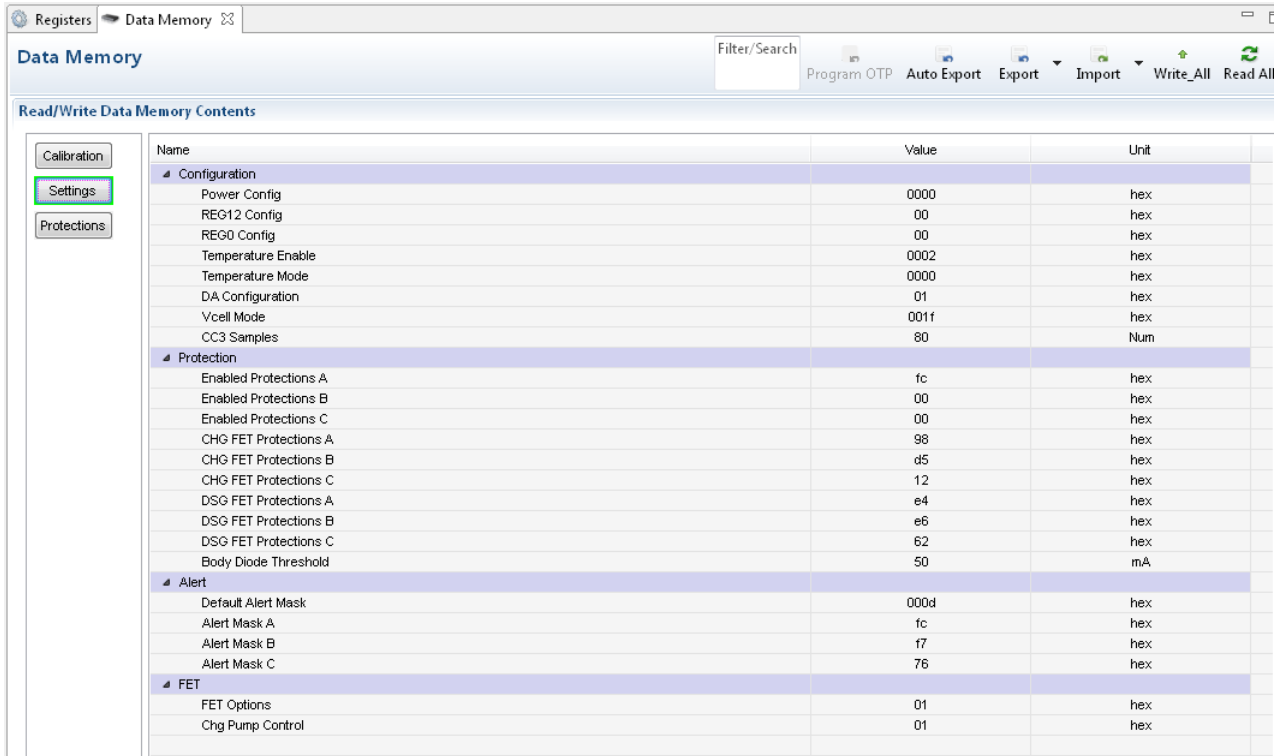 Registers Data Memory
Data Memory
Filter/Search
Program OTP Auto Export Export Import Write_All Read All
Read/Write Data Memory Contents
Calibration
Settings
Protections
Name Value Unit
Configuration
Power Config 0000 hex
REG12 Config 00 hex
REG0 Config 00 hex
Temperature Enable 0002 hex
Temperature Mode 0000 hex
DA Configuration 01 hex
Vcell Mode 001f hex
CC3 Samples 80 Num
Protection
Enabled Protections A fc hex
Enabled Protections B 00 hex
Enabled Protections C 00 hex
CHG FET Protections A 98 hex
CHG FET Protections B d5 hex
CHG FET Protections C 12 hex
DSG FET Protections A e4 hex
DSG FET Protections B e6 hex
DSG FET Protections C 62 hex
Body Diode Threshold 50 mA
Alert
Default Alert Mask 000d hex
Alert Mask A fc hex
Alert Mask B f7 hex
Alert Mask C 76 hex
FET
FET Options 01 hex
Chg Pump Control 01 hex